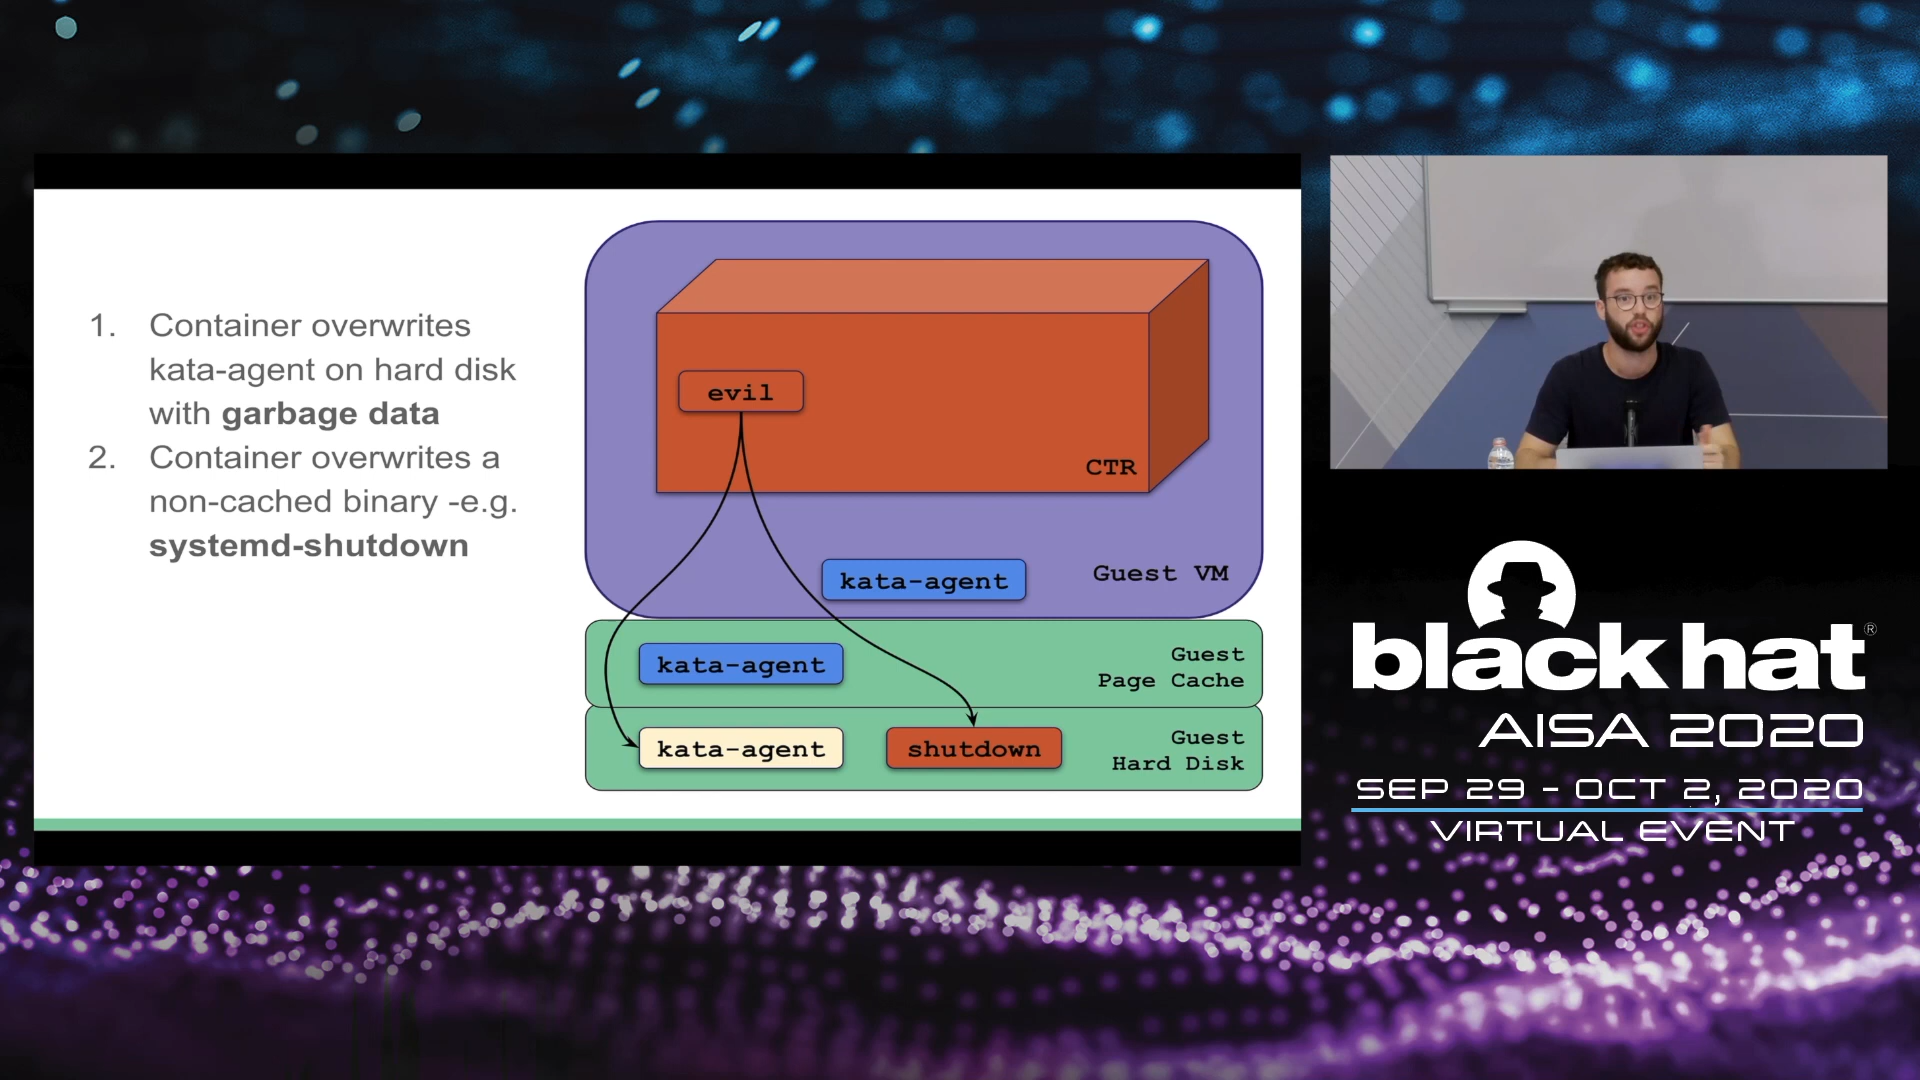 1. Container overwrites
kata-agent on hard disk
with garbage data
2. Container overwrites a
non-cached binary -e.g.
systemd-shutdown
evil
CTR
kata-agent
Guest VM
kata-agent
Guest
Page Cache
kata-agent
shutdown
Guest
Hard Disk
black hat®
AISA 2020
SEP 29 - OCT 2, 2020
VIRTUAL EVENT